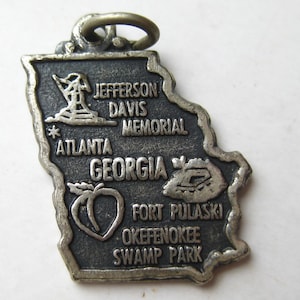 JEFFERSON
DAVIS
MEMORIAL
* ATLANTA
GEORGIA
FORT PULASKI
OKEFENOKEE
SWAMP PARK